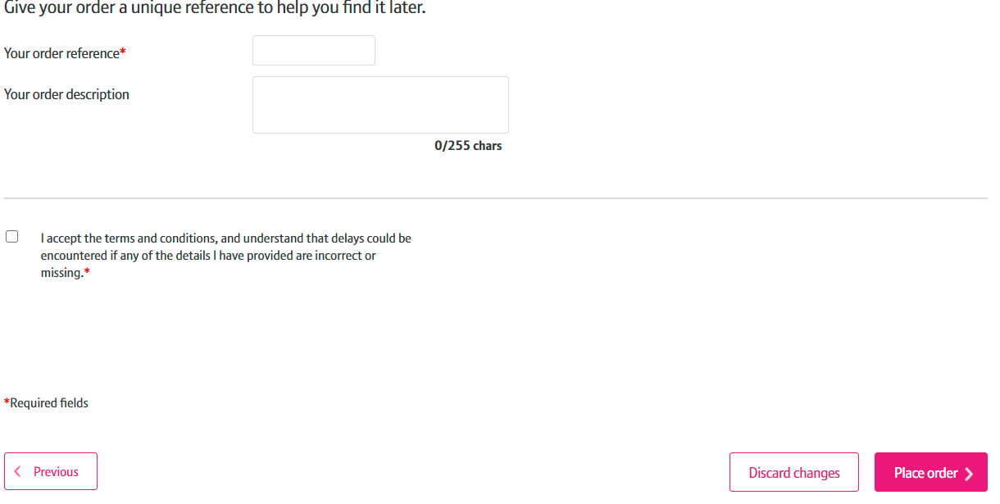 Give your order a unique reference to help you find it later.
Your order reference*
Your order description
0/255 chars
I accept the terms and conditions, and understand that delays could be
encountered if any of the details I have provided are incorrect or
missing.*
*Required fields
Previous
Discard changes
Place order